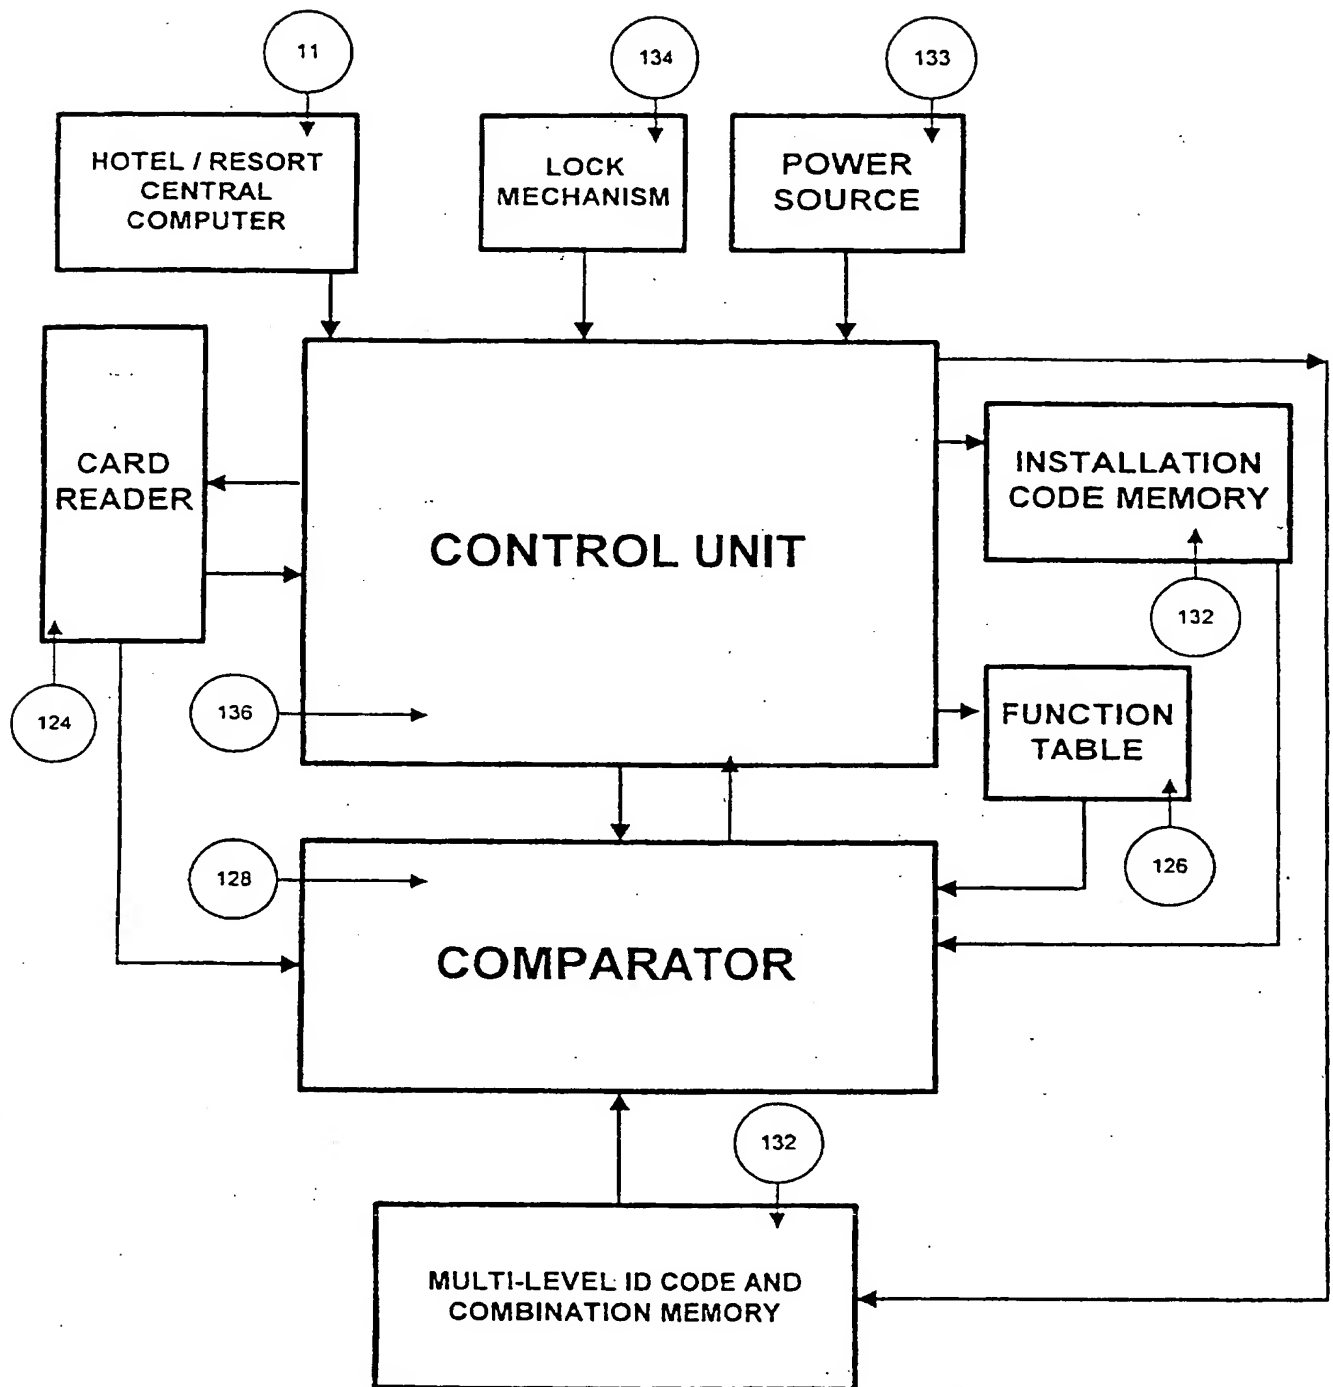 11
134
133
HOTEL / RESORT
CENTRAL
COMPUTER
LOCK
MECHANISM
POWER
SOURCE
CARD
READER
CONTROL UNIT
INSTALLATION
CODE MEMORY
132
124
136
FUNCTION
TABLE
128
126
COMPARATOR
132
MULTI-LEVEL ID CODE AND
COMBINATION MEMORY